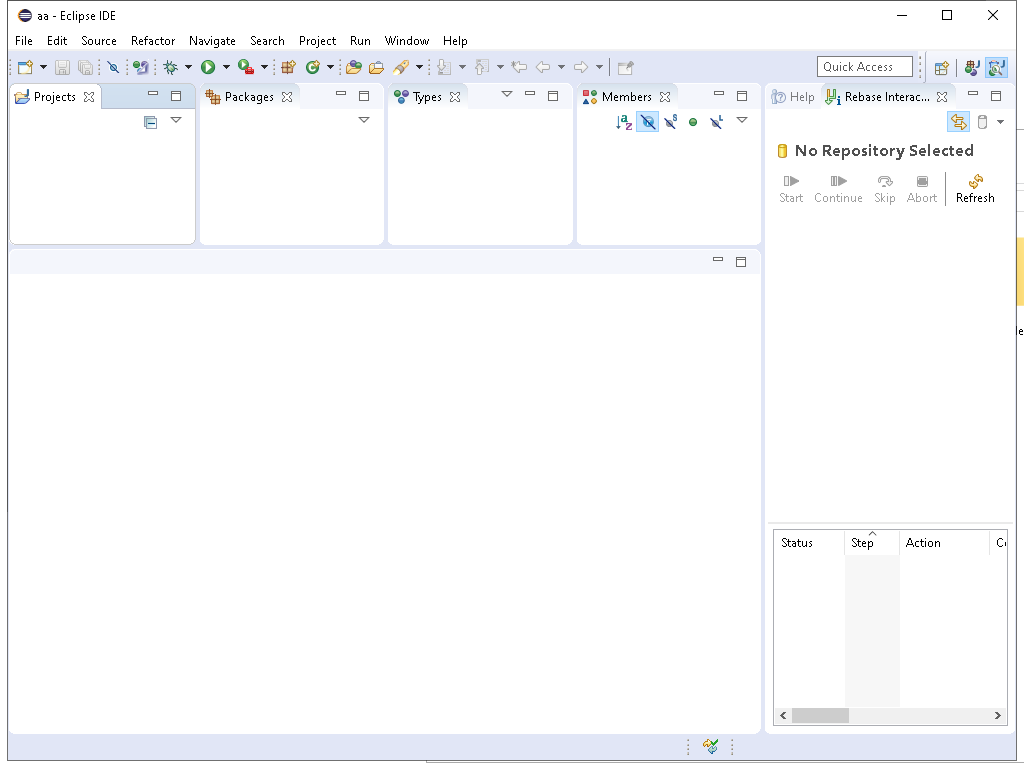 aa - Eclipse IDE
File Edit Source Refactor Navigate Search Project Run Window Help
Quick Access
Projects Packages Types Members Help Rebase Interac...
No Repository Selected
Start Continue Skip Abort Refresh
Status Step Action